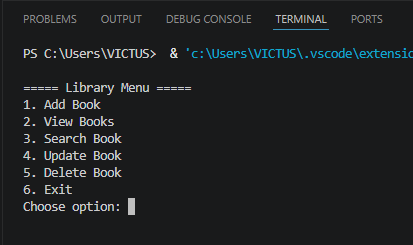 PROBLEMS OUTPUT DEBUG CONSOLE TERMINAL PORTS
PS C:\Users\VICTUS> & 'c:\Users\VICTUS\.vscode\extensio
===== Library Menu =====
1. Add Book
2. View Books
3. Search Book
4. Update Book
5. Delete Book
6. Exit
Choose option: